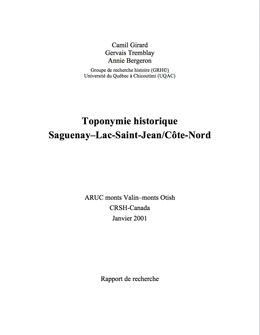 Camil Girard
Gervais Tremblay
Annie Bergeron
Groupe de recherche histoire (GRH©)
Université du Québec à Chicoutimi (UQAC)
Toponymie historique
Saguenay–Lac-Saint-Jean/Côte-Nord
ARUC monts Valin–monts Otish
CRSH-Canada
Janvier 2001
Rapport de recherche